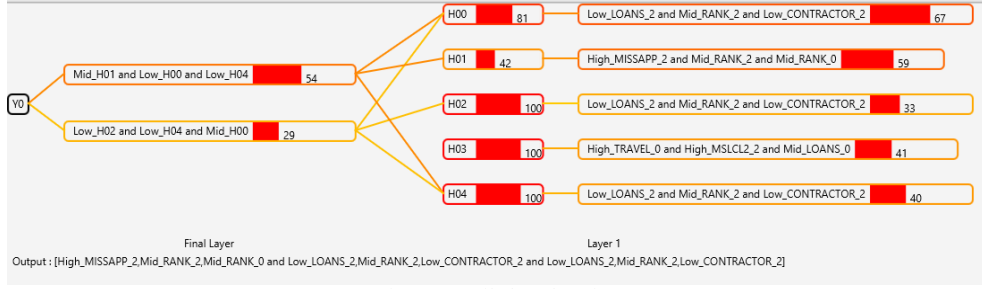 H00 81 Low_LOANS_2 and Mid_RANK_2 and Low_CONTRACTOR_2 67
H01 42 High_MISSAPP_2 and Mid_RANK_2 and Mid_RANK_0 59
Mid_H01 and Low_H00 and Low_H04 54
Y0
H02 100 Low_LOANS_2 and Mid_RANK_2 and Low_CONTRACTOR_2 33
Low_H02 and Low_H04 and Mid_H00 29
H03 100 High_TRAVEL_0 and High_MSLCL2_2 and Mid_LOANS_0 41
H04 100 Low_LOANS_2 and Mid_RANK_2 and Low_CONTRACTOR_2 40
Final Layer Layer 1
Output : [High_MISSAPP_2,Mid_RANK_2,Mid_RANK_0 and Low_LOANS_2,Mid_RANK_2,Low_CONTRACTOR_2 and Low_LOANS_2,Mid_RANK_2,Low_CONTRACTOR_2]